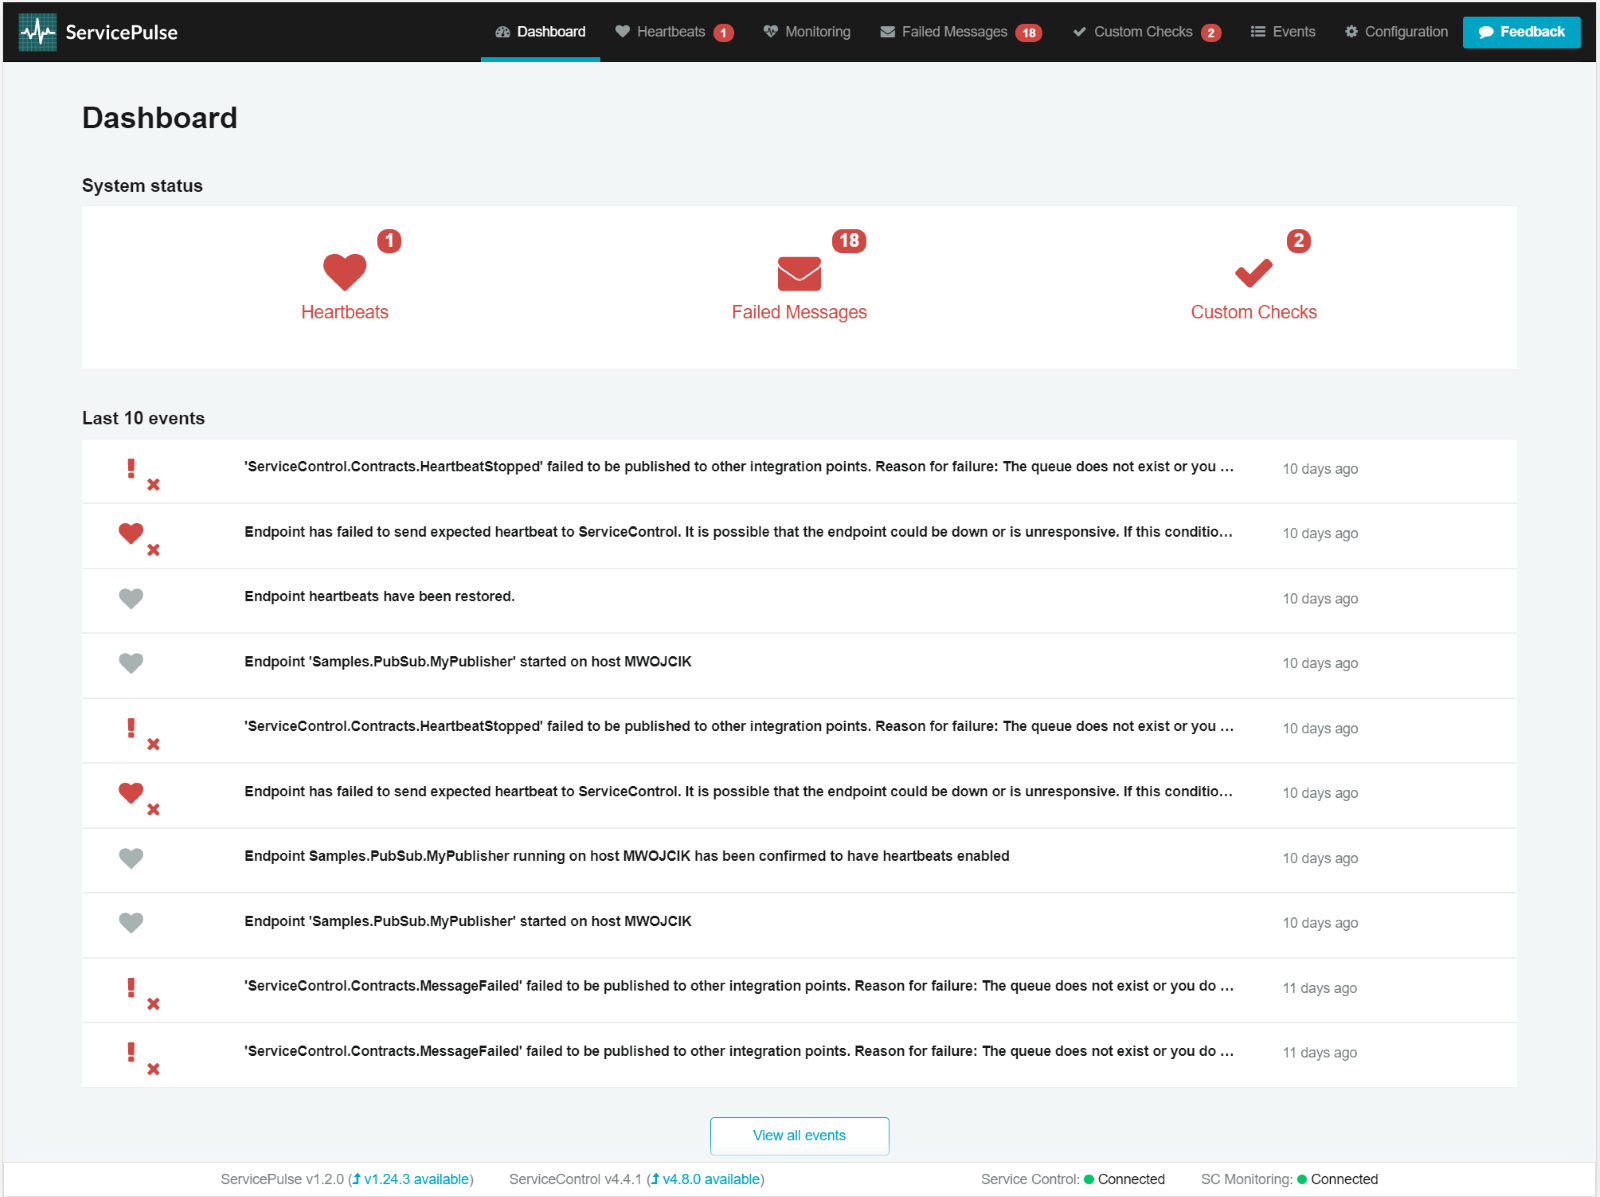 ServicePulse Dashboard Heartbeats 1 Monitoring Failed Messages 18 Custom Checks 2 Events Configuration Feedback
Dashboard
System status
1 18 2
Heartbeats Failed Messages Custom Checks
Last 10 events
'ServiceControl.Contracts.HeartbeatStopped' failed to be published to other integration points. Reason for failure: The queue does not exist or you ... 10 days ago
Endpoint has failed to send expected heartbeat to ServiceControl. It is possible that the endpoint could be down or is unresponsive. If this conditio... 10 days ago
Endpoint heartbeats have been restored. 10 days ago
Endpoint 'Samples.PubSub.MyPublisher' started on host MWOJCIK 10 days ago
'ServiceControl.Contracts.HeartbeatStopped' failed to be published to other integration points. Reason for failure: The queue does not exist or you ... 10 days ago
Endpoint has failed to send expected heartbeat to ServiceControl. It is possible that the endpoint could be down or is unresponsive. If this conditio... 10 days ago
Endpoint Samples.PubSub.MyPublisher running on host MWOJCIK has been confirmed to have heartbeats enabled 10 days ago
Endpoint 'Samples.PubSub.MyPublisher' started on host MWOJCIK 10 days ago
'ServiceControl.Contracts.MessageFailed' failed to be published to other integration points. Reason for failure: The queue does not exist or you do ... 11 days ago
'ServiceControl.Contracts.MessageFailed' failed to be published to other integration points. Reason for failure: The queue does not exist or you do ... 11 days ago
View all events
ServicePulse v1.2.0 (v1.24.3 available) ServiceControl v4.4.1 (v4.8.0 available) Service Control: Connected SC Monitoring: Connected